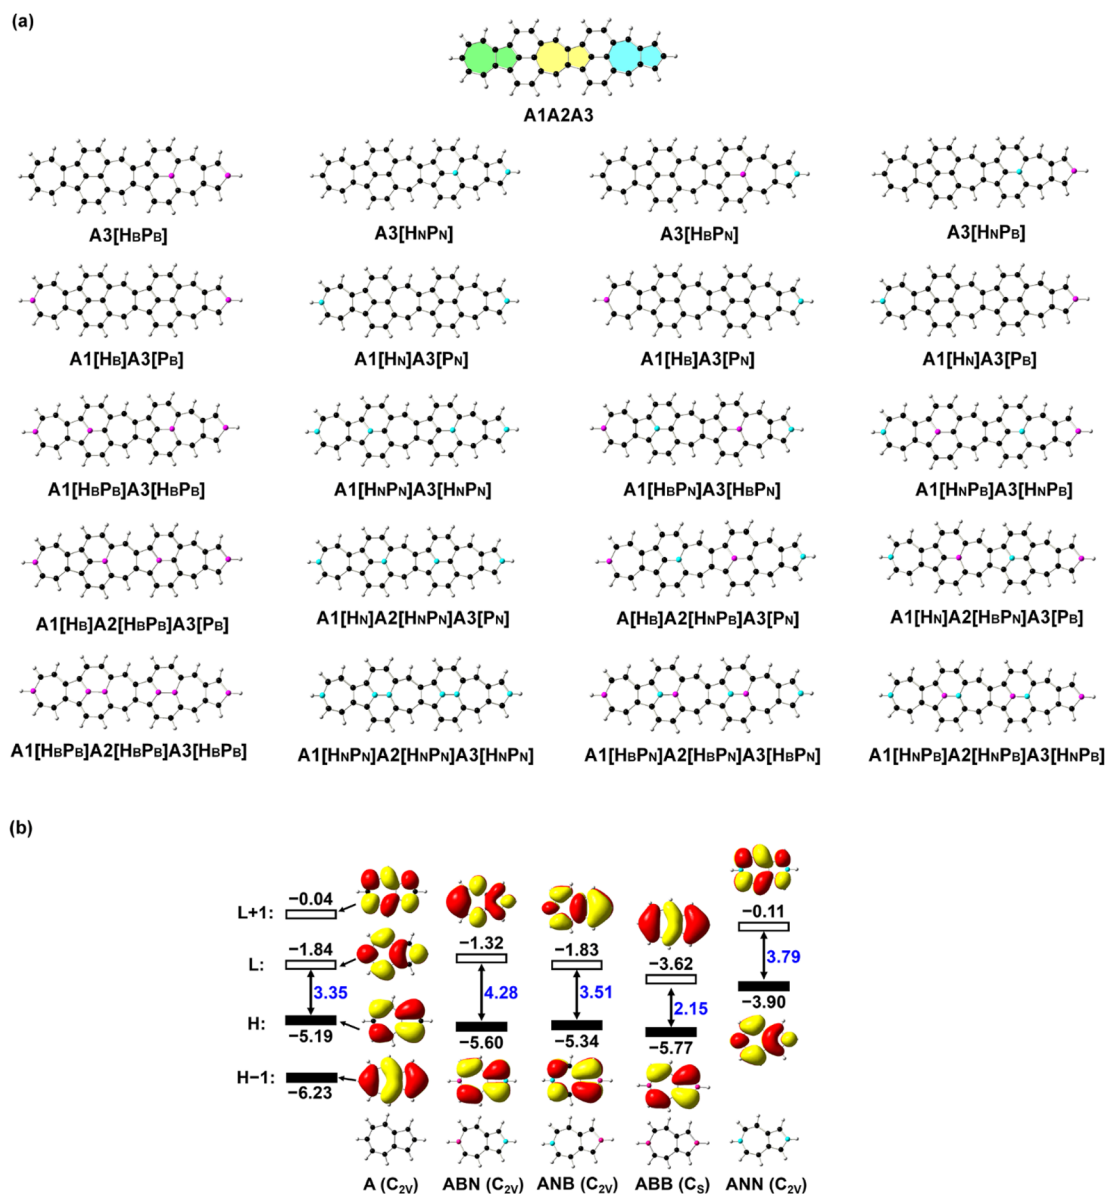 (a)
A1A2A3
A3[HBPB] A3[HNPN] A3[HBPN] A3[HNPB]
A1[HB]A3[PB] A1[HN]A3[PN] A1[HB]A3[PN] A1[HN]A3[PB]
A1[HBPB]A3[HBPB] A1[HNPN]A3[HNPN] A1[HBPN]A3[HBPN] A1[HNPB]A3[HNPB]
A1[HB]A2[HBPB]A3[PB] A1[HN]A2[HNPN]A3[PN] A[HB]A2[HNPB]A3[PN] A1[HN]A2[HBPN]A3[PB]
A1[HBPB]A2[HBPB]A3[HBPB] A1[HNPN]A2[HNPN]A3[HNPN] A1[HBPN]A2[HBPN]A3[HBPN] A1[HNPB]A2[HNPB]A3[HNPB]
(b)
L+1: −0.04 −0.11
L: −1.84 −1.32 −1.83 −3.62
3.35 4.28 3.51 2.15 3.79
H: −5.19 −5.60 −5.34 −5.77 −3.90
H−1: −6.23
A (C2V) ABN (C2V) ANB (C2V) ABB (CS) ANN (C2V)